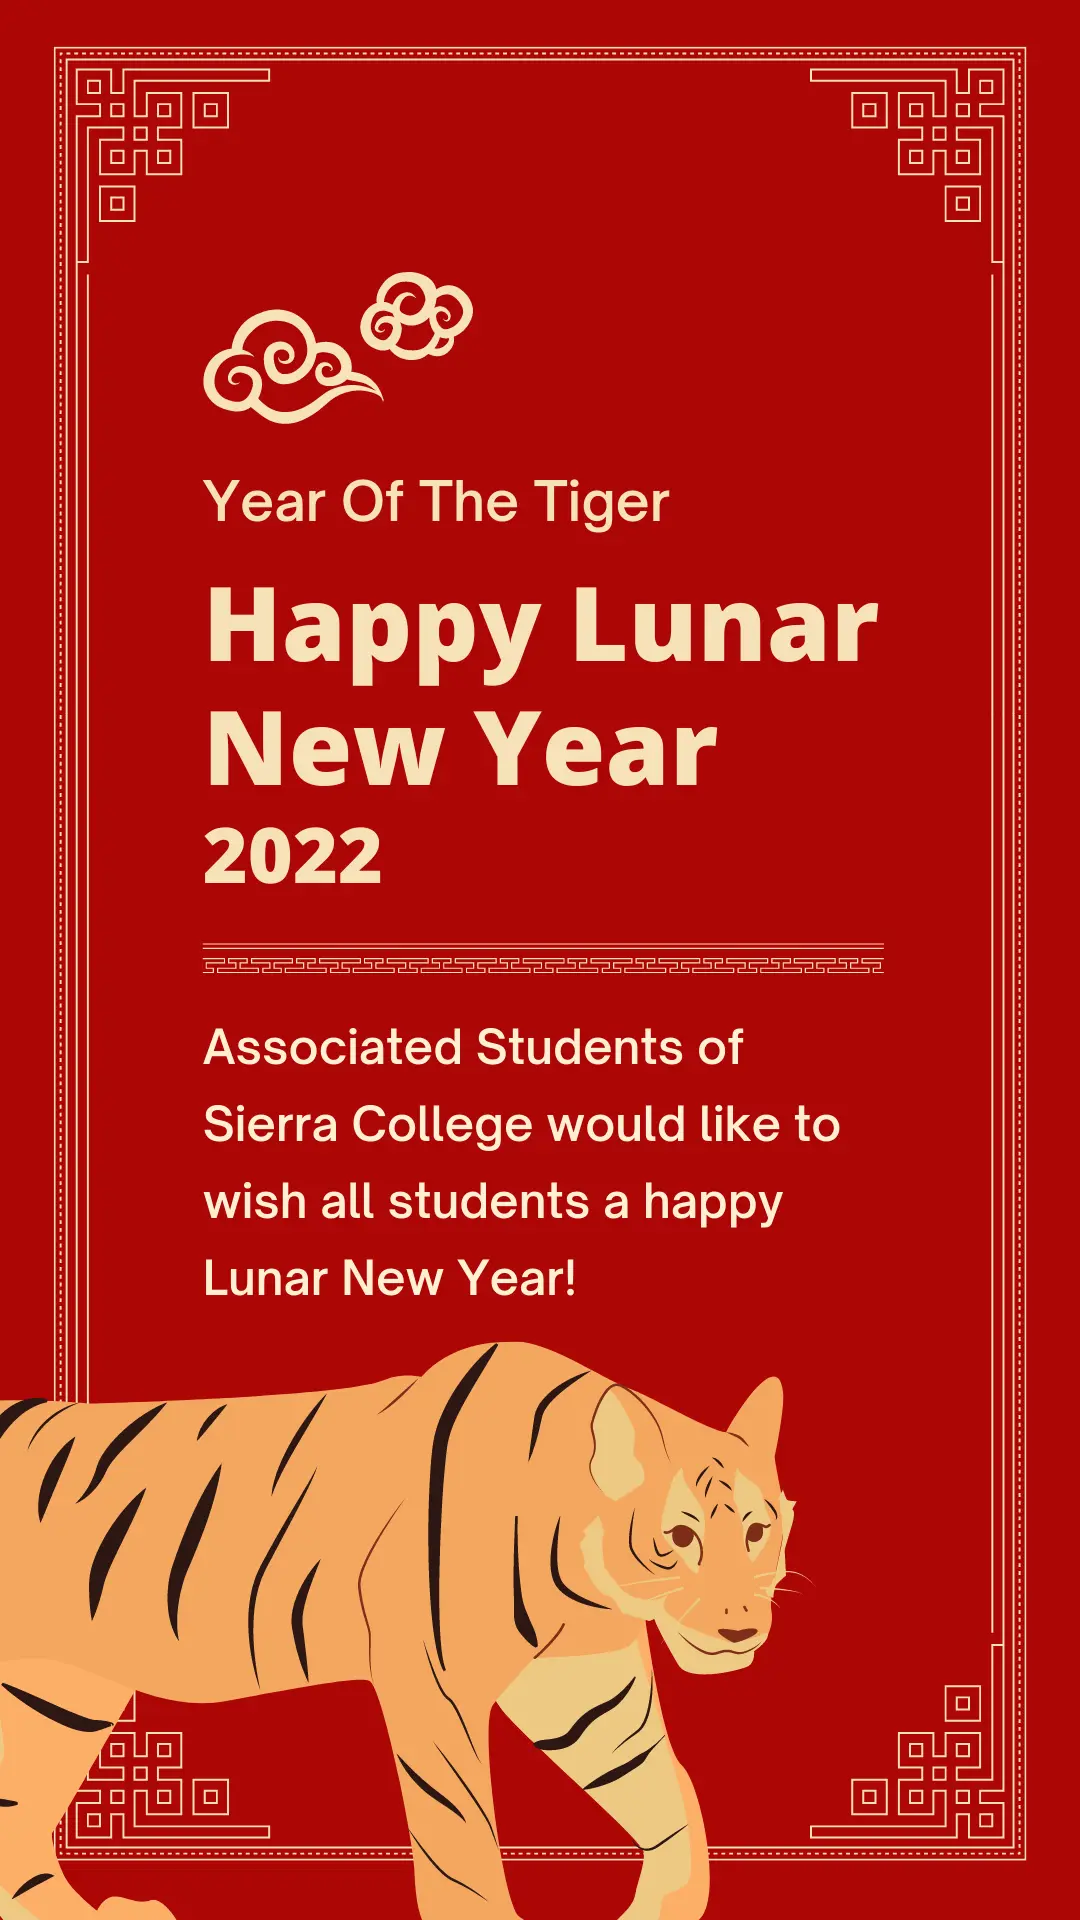 Year Of The Tiger
Happy Lunar
New Year
2022
Associated Students of
Sierra College would like to
wish all students a happy
Lunar New Year!